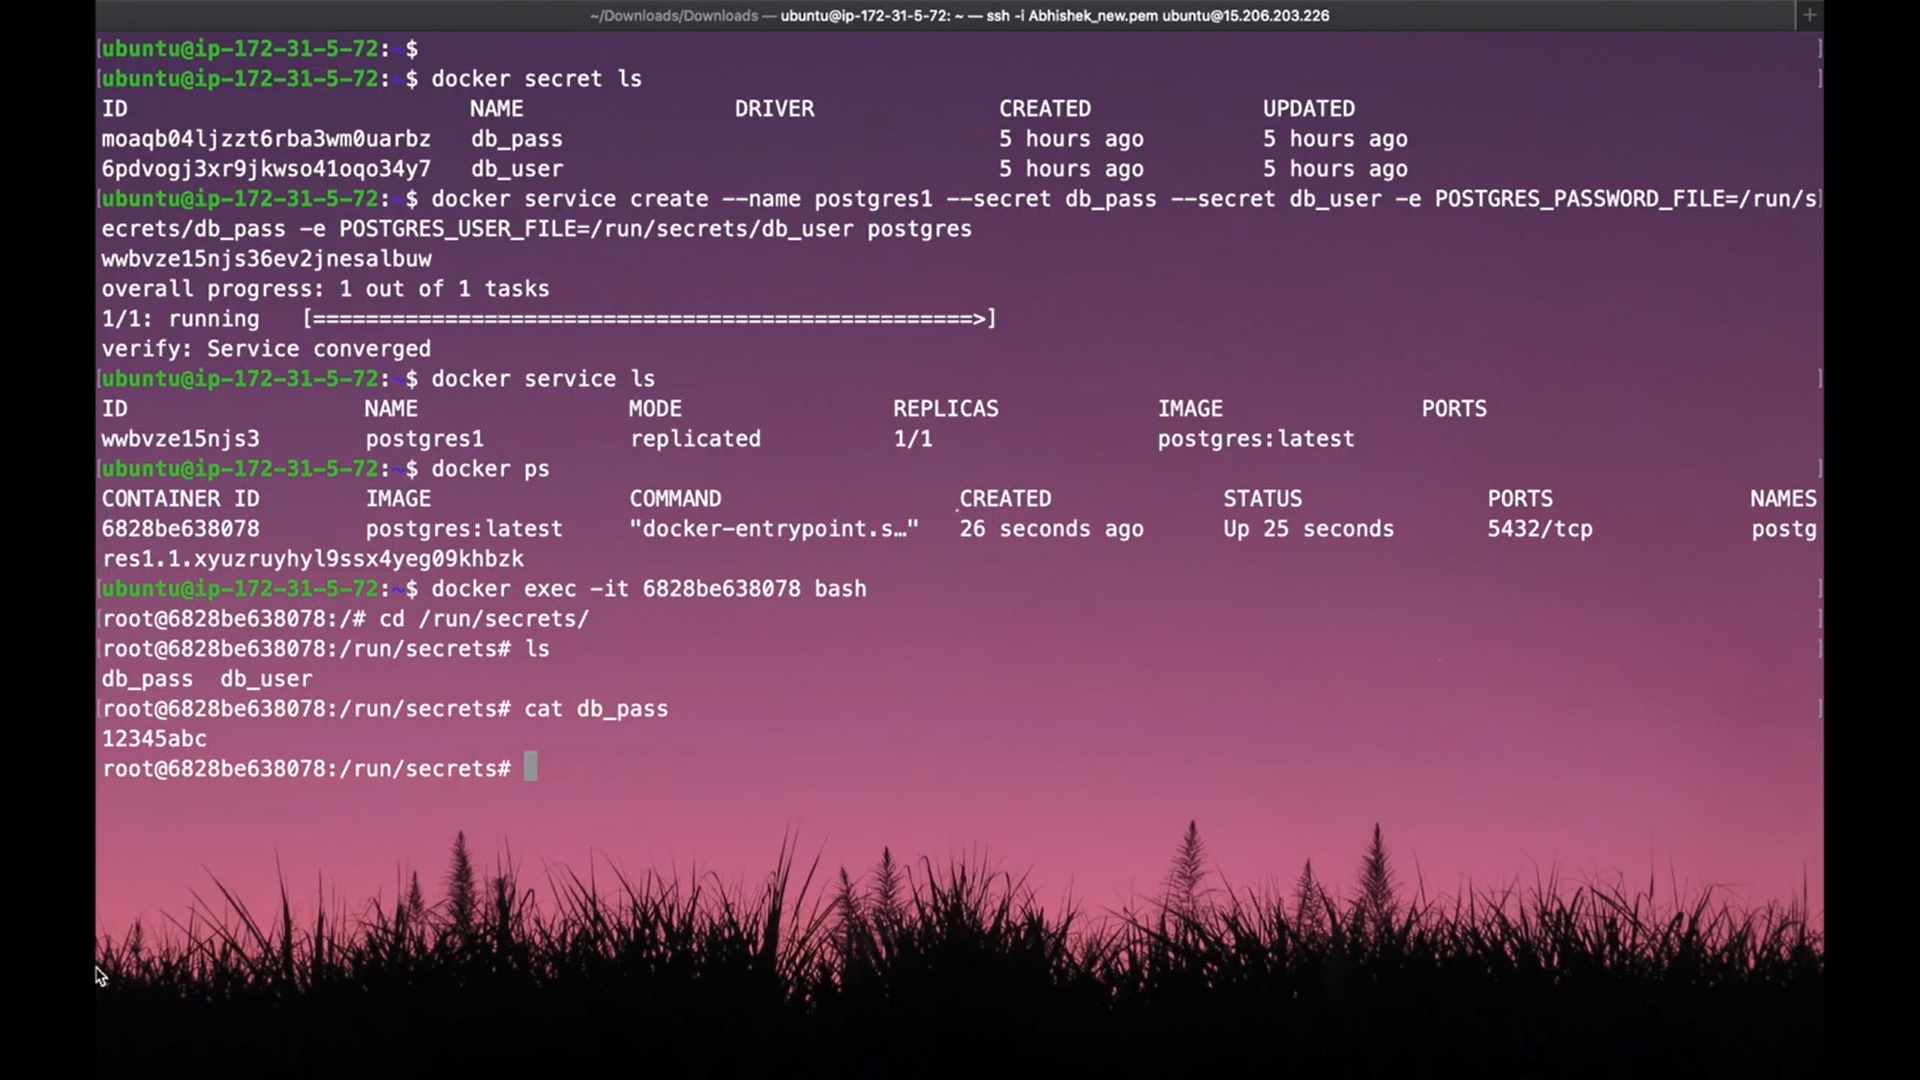 ~/Downloads/Downloads — ubuntu@ip-172-31-5-72: ~ — ssh -i Abhishek_new.pem ubuntu@15.206.203.226
[ubuntu@ip-172-31-5-72:~$ ]
[ubuntu@ip-172-31-5-72:~$ docker secret ls ]
ID NAME DRIVER CREATED UPDATED
moaqb04ljzzt6rba3wm0uarbz db_pass 5 hours ago 5 hours ago
6pdvogj3xr9jkwso41oqo34y7 db_user 5 hours ago 5 hours ago
[ubuntu@ip-172-31-5-72:~$ docker service create --name postgres1 --secret db_pass --secret db_user -e POSTGRES_PASSWORD_FILE=/run/s]
ecrets/db_pass -e POSTGRES_USER_FILE=/run/secrets/db_user postgres
wwbvze15njs36ev2jnesalbuw
overall progress: 1 out of 1 tasks
1/1: running [==================================================>]
verify: Service converged
[ubuntu@ip-172-31-5-72:~$ docker service ls ]
ID NAME MODE REPLICAS IMAGE PORTS
wwbvze15njs3 postgres1 replicated 1/1 postgres:latest
[ubuntu@ip-172-31-5-72:~$ docker ps ]
CONTAINER ID IMAGE COMMAND CREATED STATUS PORTS NAMES
6828be638078 postgres:latest "docker-entrypoint.s…" 26 seconds ago Up 25 seconds 5432/tcp postg
res1.1.xyuzruyhyl9ssx4yeg09khbzk
[ubuntu@ip-172-31-5-72:~$ docker exec -it 6828be638078 bash ]
[root@6828be638078:/# cd /run/secrets/ ]
[root@6828be638078:/run/secrets# ls ]
db_pass db_user
[root@6828be638078:/run/secrets# cat db_pass ]
12345abc
root@6828be638078:/run/secrets#